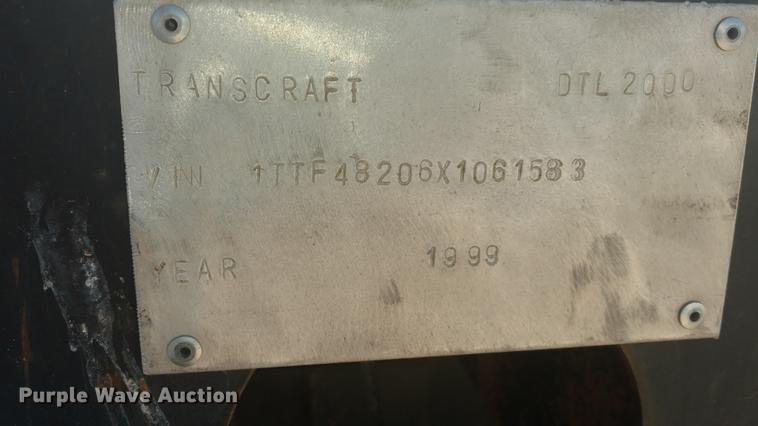 TRANSCRAFT DTL 2000
VIN 1TTF48206X1061583
YEAR 1999
Purple Wave Auction